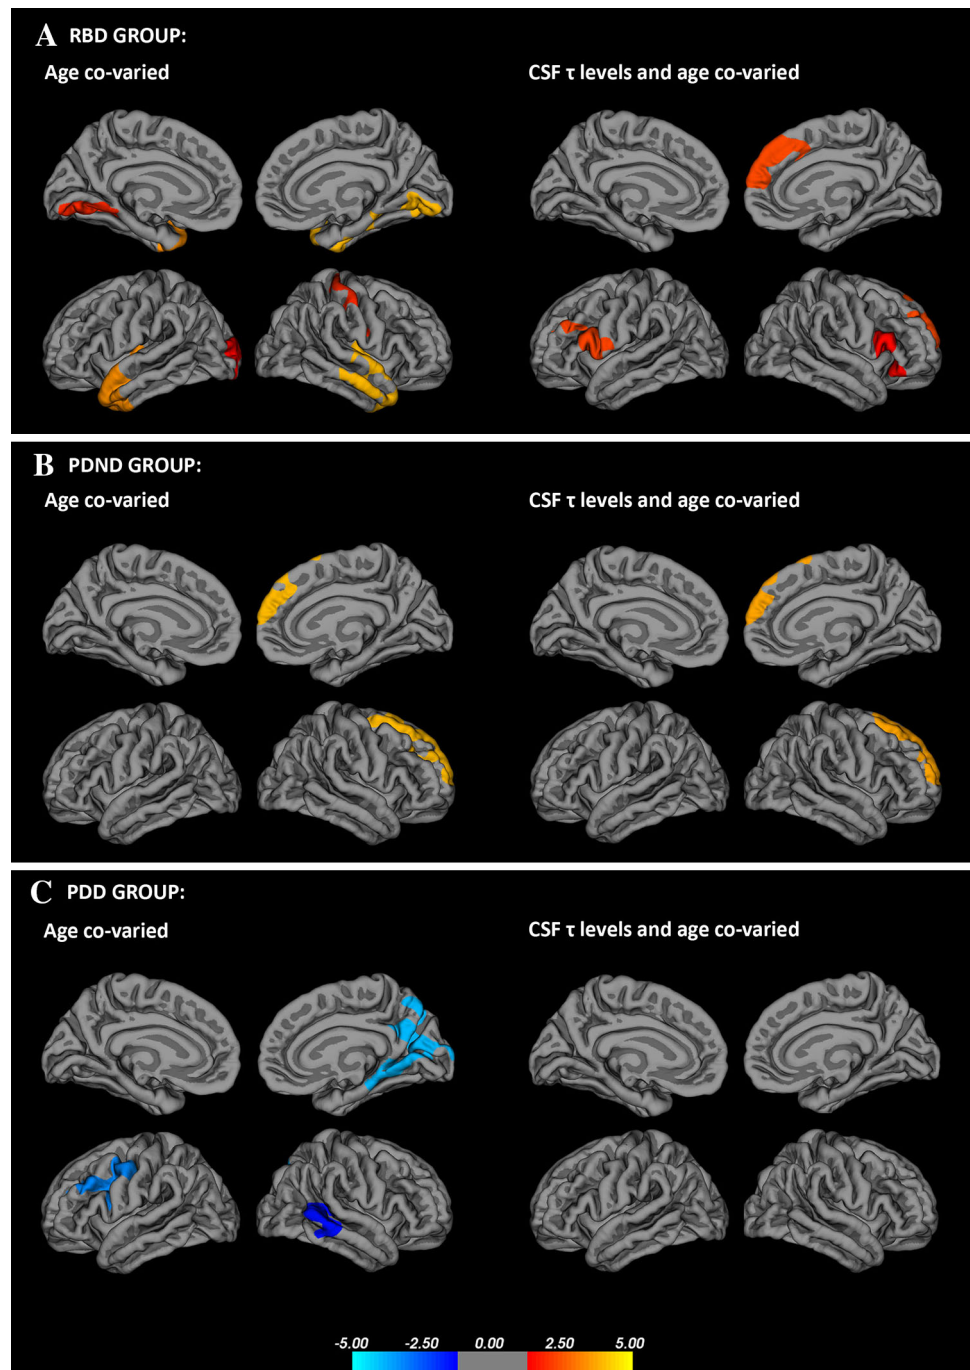 A RBD GROUP:
Age co-varied CSF τ levels and age co-varied
B PDND GROUP:
Age co-varied CSF τ levels and age co-varied
C PDD GROUP:
Age co-varied CSF τ levels and age co-varied
-5.00 -2.50 0.00 2.50 5.00